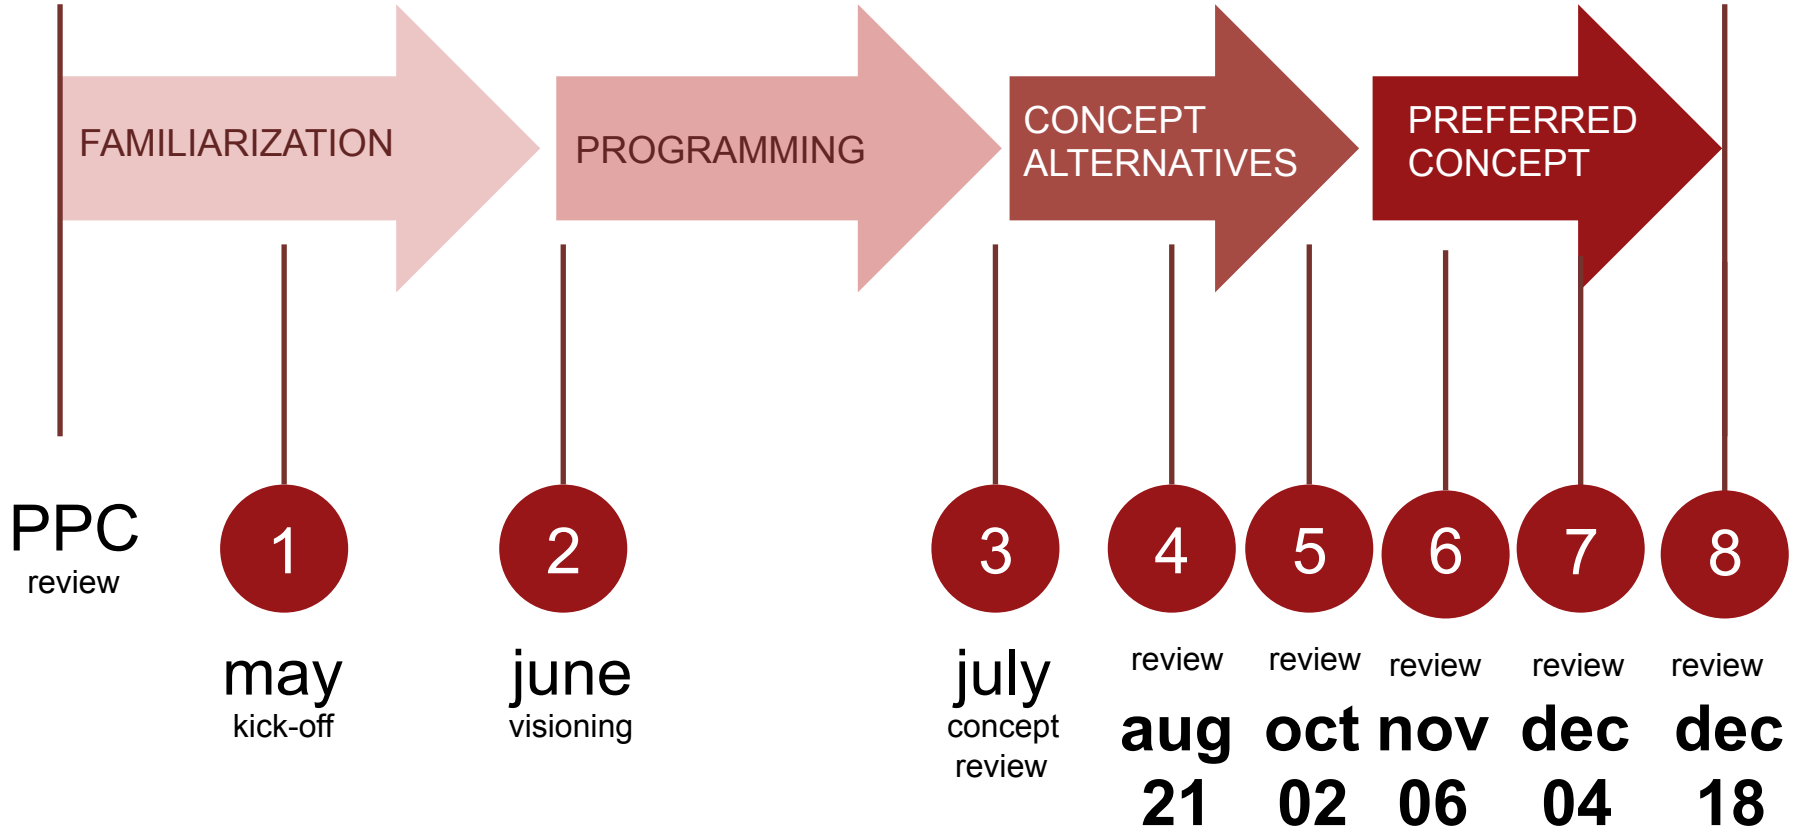 FAMILIARIZATION
PROGRAMMING
CONCEPT
ALTERNATIVES
PREFERRED
CONCEPT
PPC
review
1
may
kick-off
2
june
visioning
3
july
concept
review
4
review
aug
21
5
review
oct
02
6
review
nov
06
7
review
dec
04
8
review
dec
18